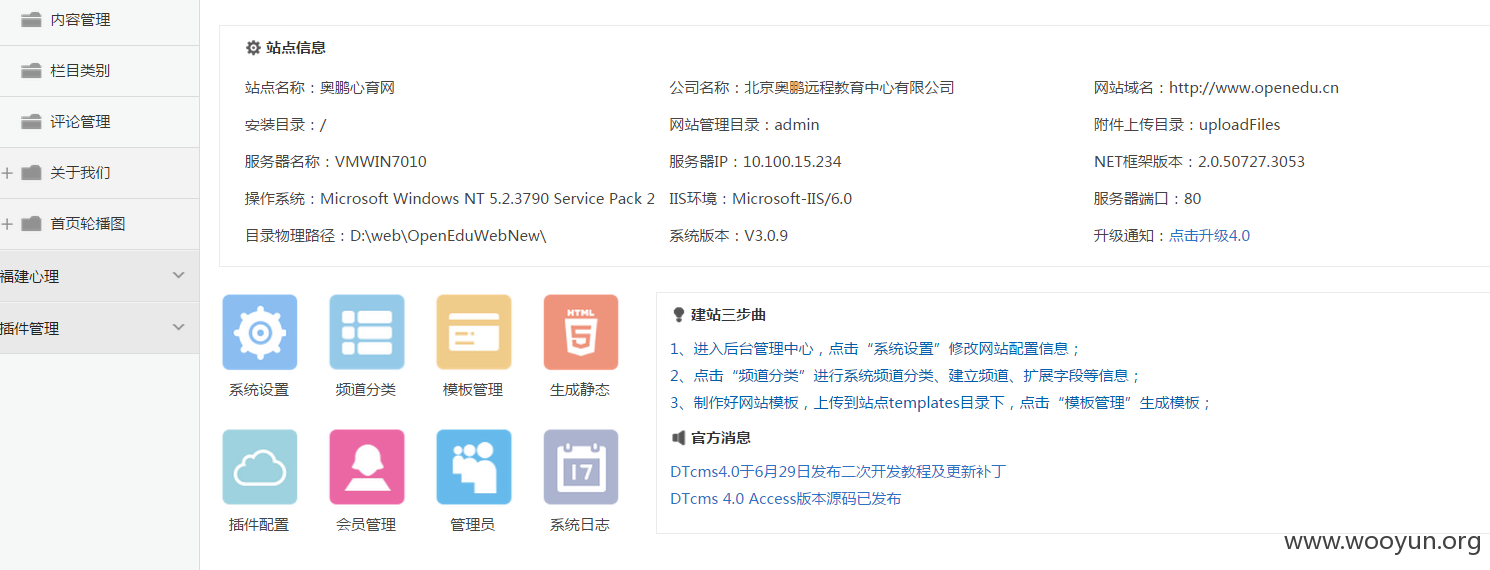 内容管理
栏目类别
评论管理
关于我们
首页轮播图
福建心理
插件管理
站点信息
站点名称：奥鹏心育网 公司名称：北京奥鹏远程教育中心有限公司 网站域名：http://www.openedu.cn
安装目录：/ 网站管理目录：admin 附件上传目录：uploadFiles
服务器名称：VMWIN7010 服务器IP：10.100.15.234 NET框架版本：2.0.50727.3053
操作系统：Microsoft Windows NT 5.2.3790 Service Pack 2 IIS环境：Microsoft-IIS/6.0 服务器端口：80
目录物理路径：D:\web\OpenEduWebNew\ 系统版本：V3.0.9 升级通知：点击升级4.0
HTML
5
系统设置 频道分类 模板管理 生成静态
17
插件配置 会员管理 管理员 系统日志
建站三步曲
1、进入后台管理中心，点击“系统设置”修改网站配置信息；
2、点击“频道分类”进行系统频道分类、建立频道、扩展字段等信息；
3、制作好网站模板，上传到站点templates目录下，点击“模板管理”生成模板；
官方消息
DTcms4.0于6月29日发布二次开发教程及更新补丁
DTcms 4.0 Access版本源码已发布
www.wooyun.org